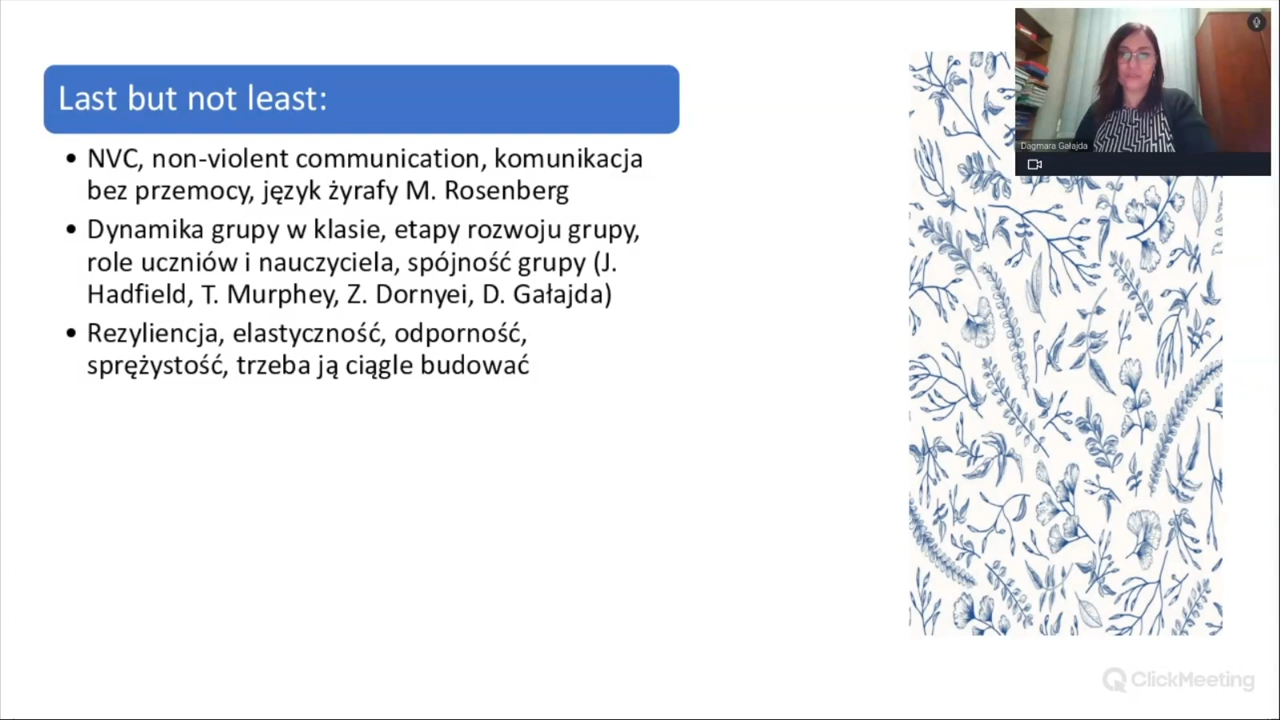 Last but not least:
• NVC, non-violent communication, komunikacja
bez przemocy, język żyrafy M. Rosenberg
• Dynamika grupy w klasie, etapy rozwoju grupy,
role uczniów i nauczyciela, spójność grupy (J.
Hadfield, T. Murphey, Z. Dornyei, D. Gałajda)
• Rezyliencja, elastyczność, odporność,
sprężystość, trzeba ją ciągle budować
Dagmara Gałajda
ClickMeeting